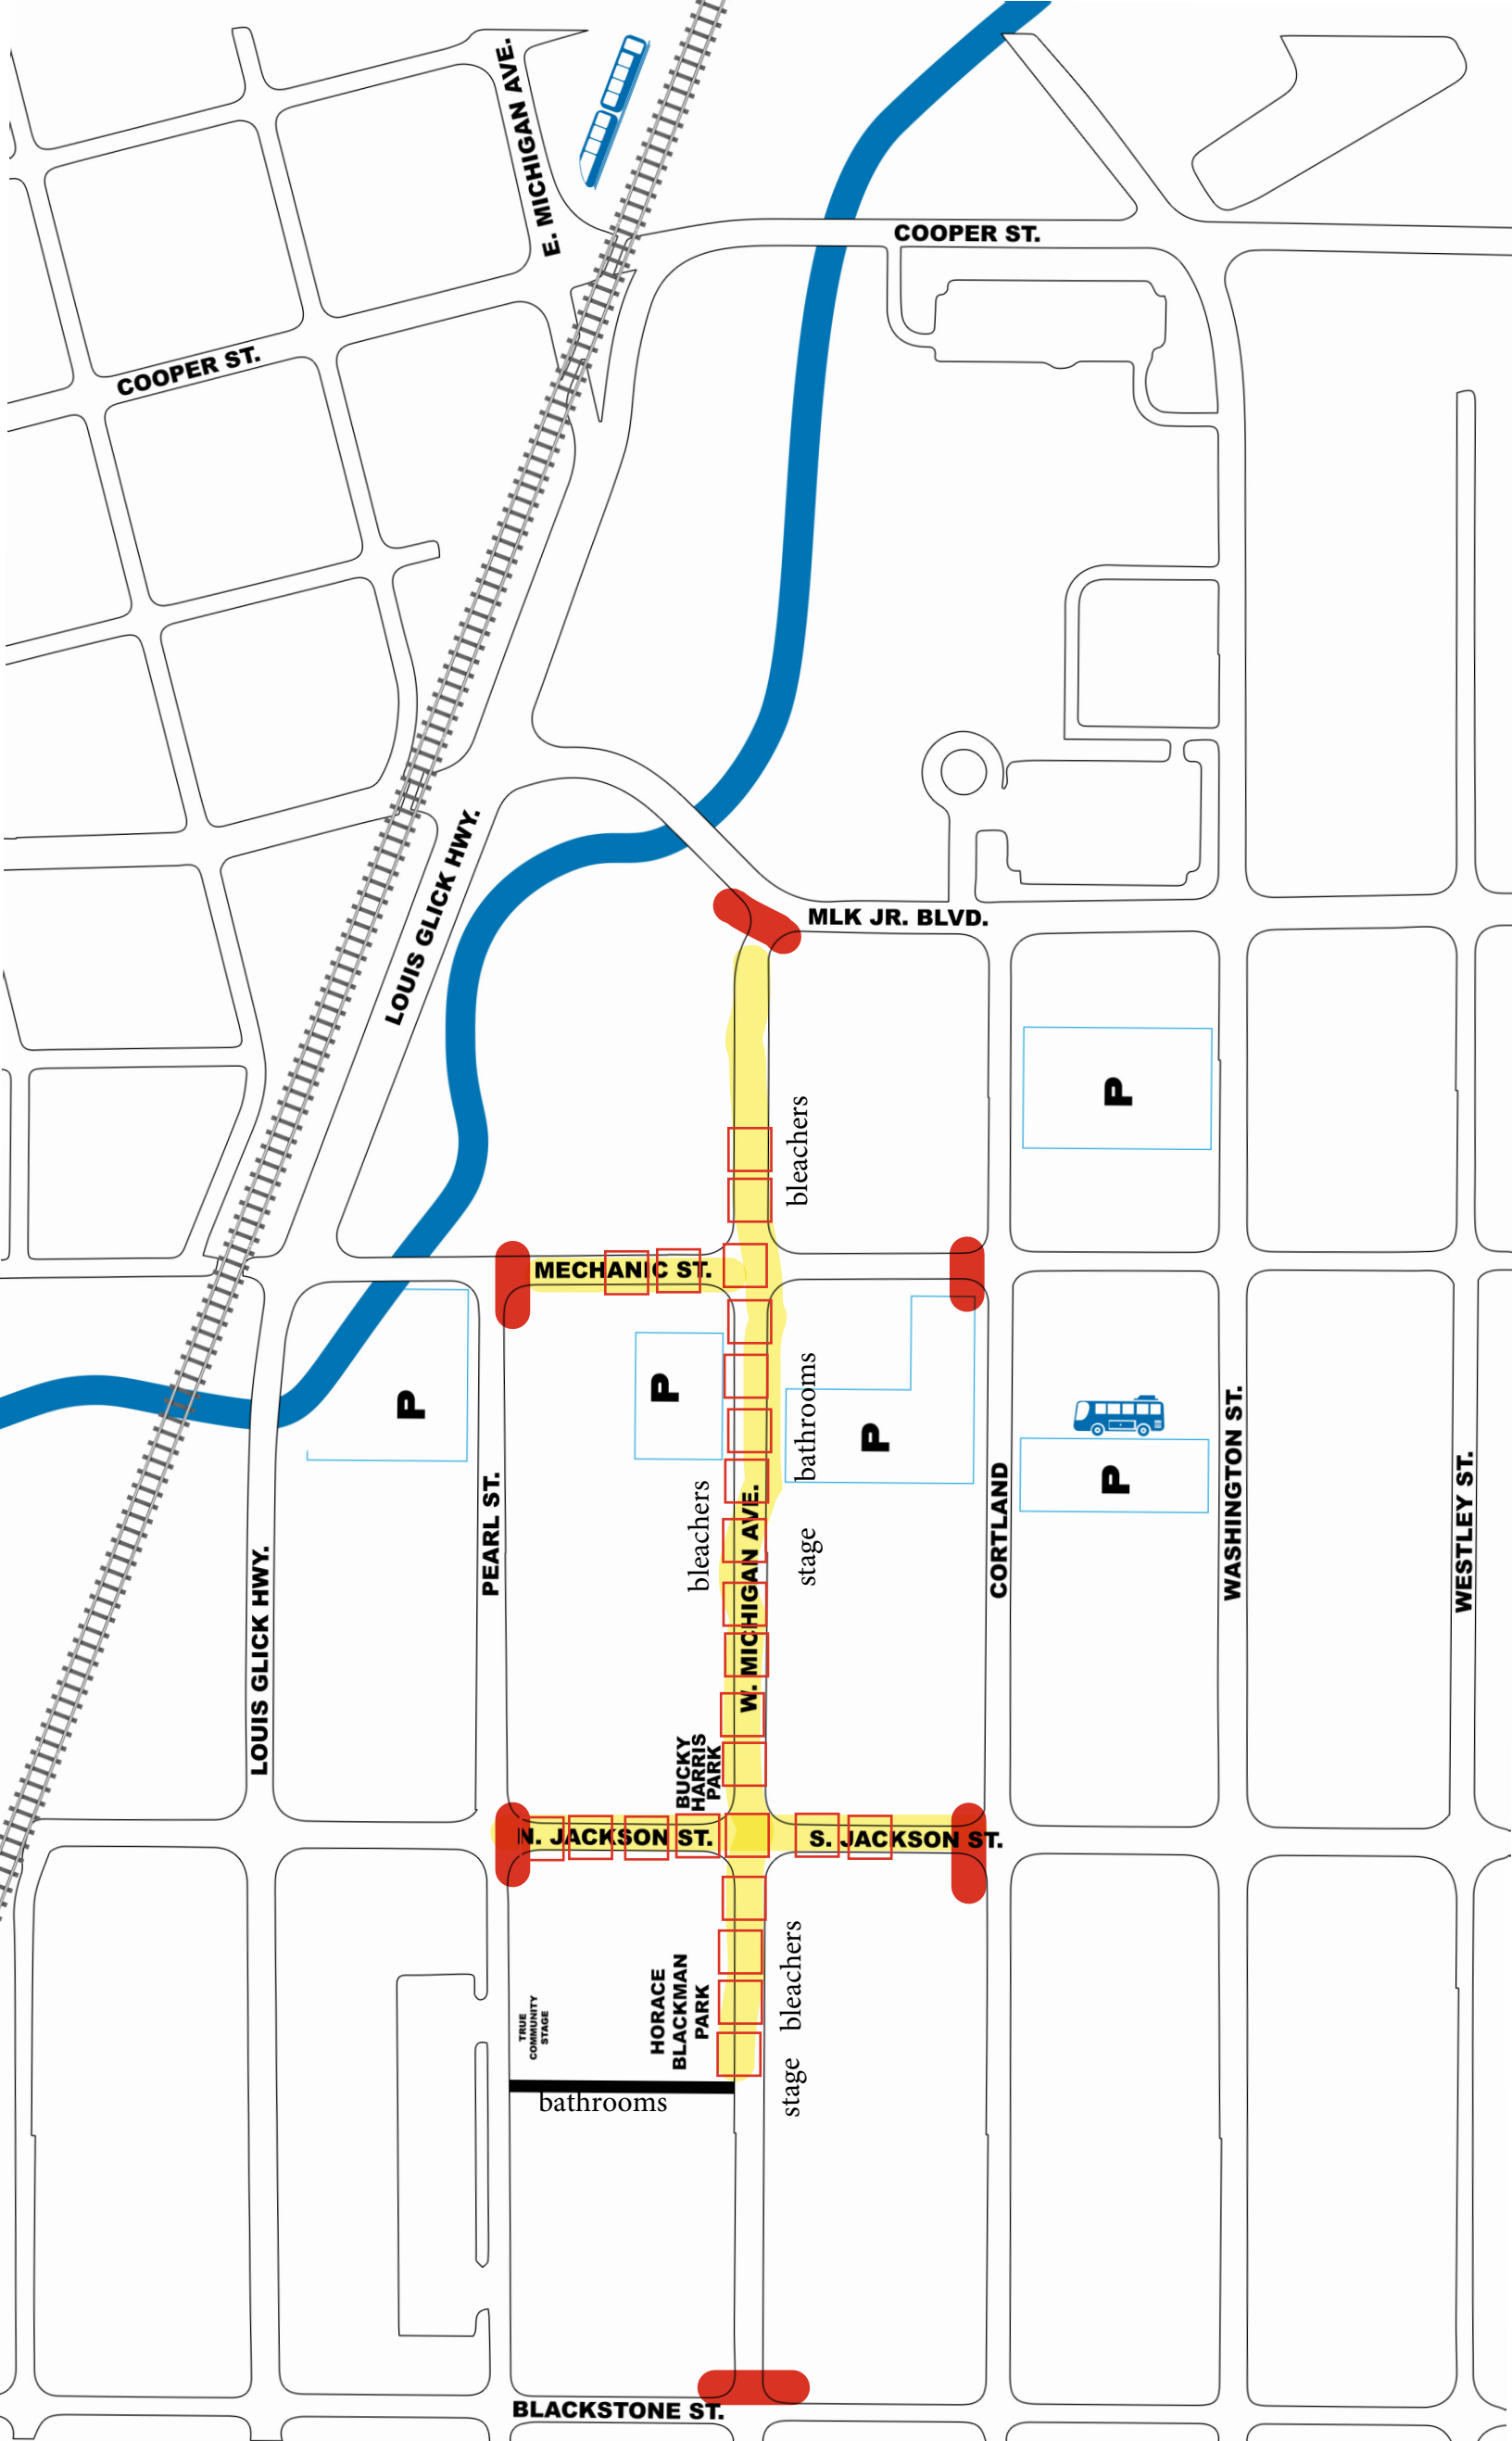 E. MICHIGAN AVE.
COOPER ST.
COOPER ST.
LOUIS GLICK HWY.
MLK JR. BLVD.
P
bleachers
MECHANIC ST.
P
P
P
P
bathrooms
bleachers
stage
W. MICHIGAN AVE.
PEARL ST.
LOUIS GLICK HWY.
CORTLAND
WASHINGTON ST.
WESTLEY ST.
BUCKY
HARRIS
PARK
N. JACKSON ST.
S. JACKSON ST.
TRUE
COMMUNITY
STAGE
HORACE
BLACKMAN
PARK
bleachers
stage
bathrooms
BLACKSTONE ST.